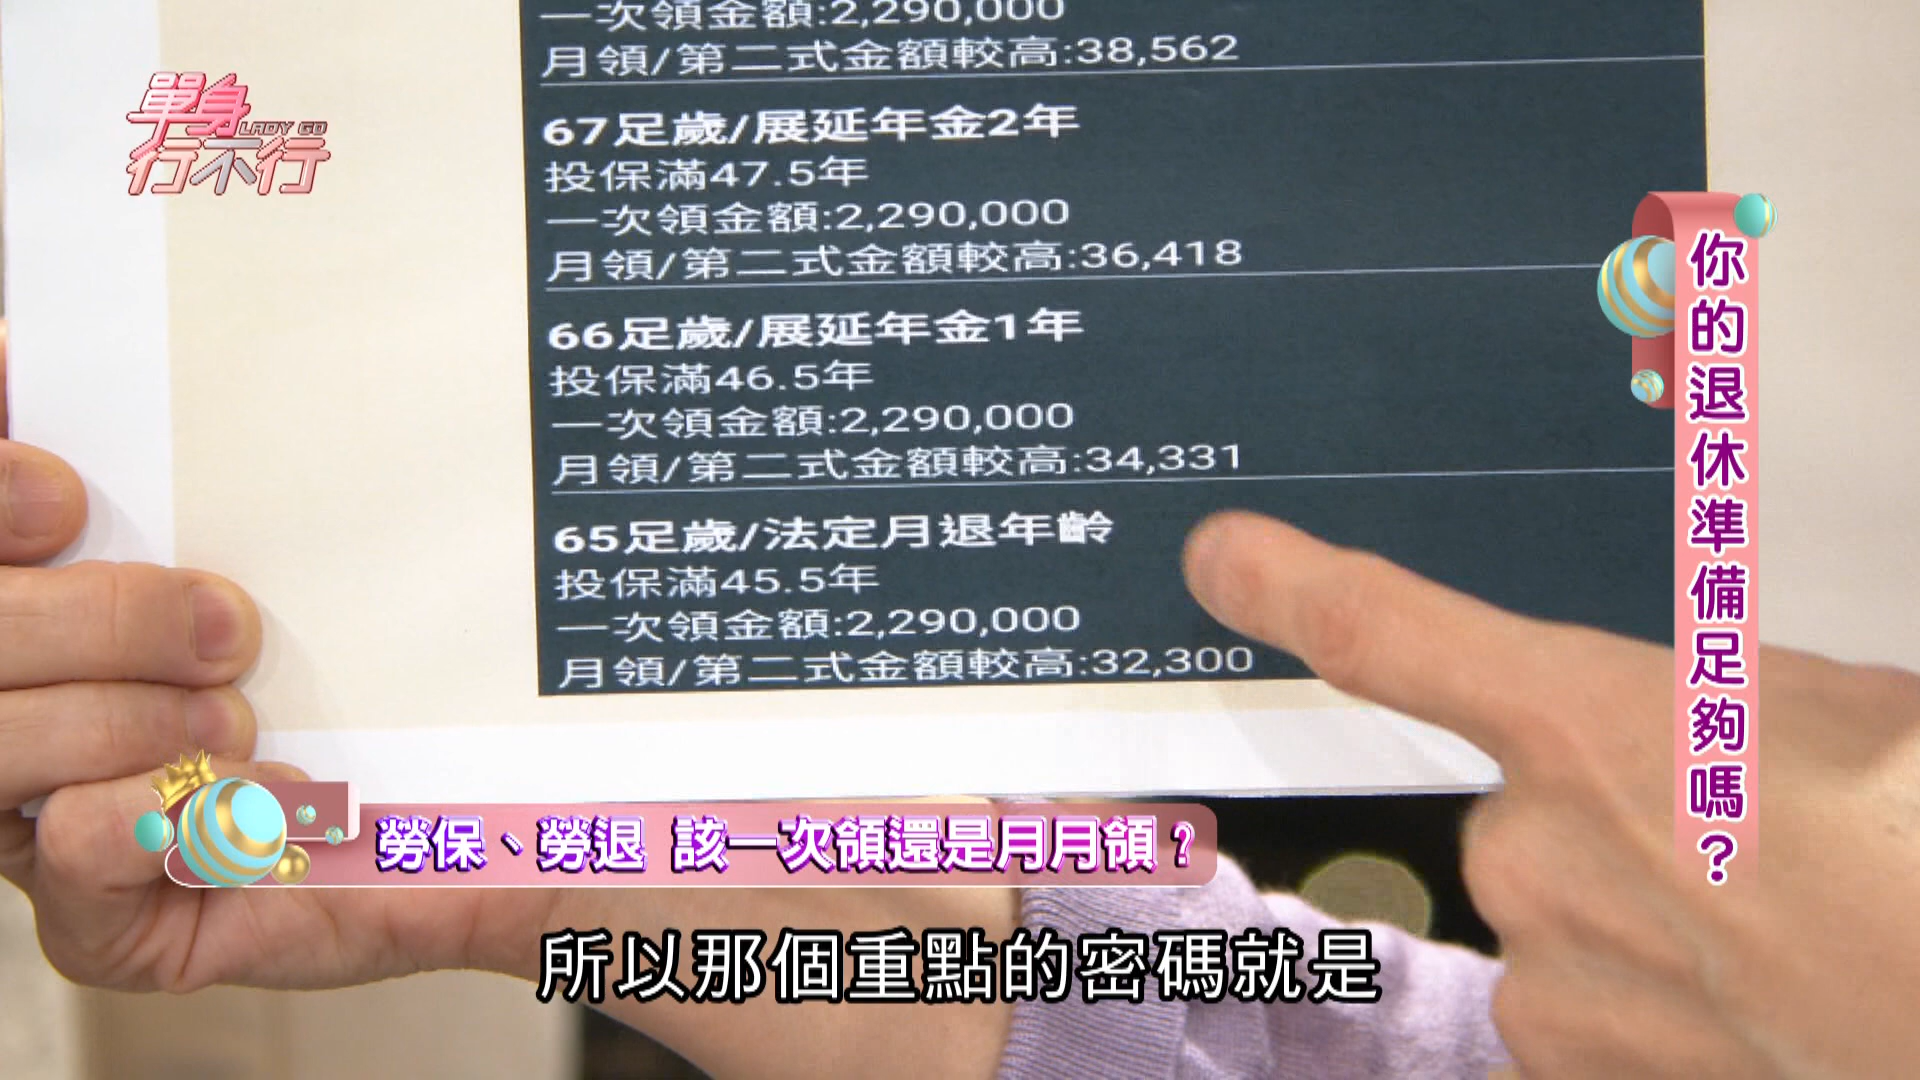 一次領金額:2,290,000
月領/第二式金額較高:38,562
67足歲/展延年金2年
投保滿47.5年
一次領金額:2,290,000
月領/第二式金額較高:36,418
66足歲/展延年金1年
投保滿46.5年
一次領金額:2,290,000
月領/第二式金額較高:34,331
65足歲/法定月退年齡
投保滿45.5年
一次領金額:2,290,000
月領/第二式金額較高:32,300
單身
LADY GO
行不行
你的退休準備足夠嗎？
勞保、勞退 該一次領還是月月領？
所以那個重點的密碼就是